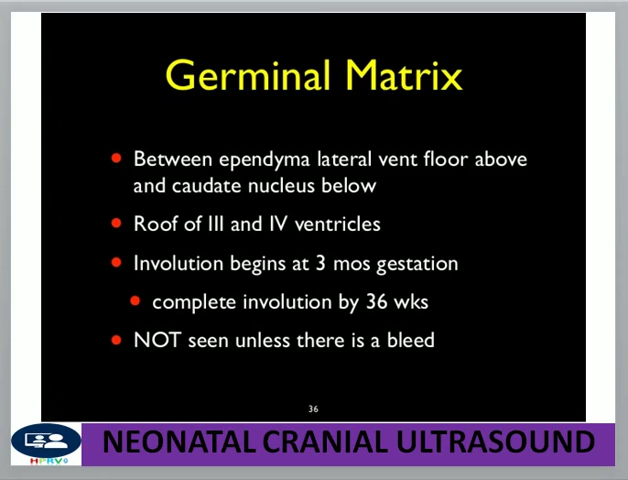 Germinal Matrix
• Between ependyma lateral vent floor above
and caudate nucleus below
• Roof of III and IV ventricles
• Involution begins at 3 mos gestation
• complete involution by 36 wks
• NOT seen unless there is a bleed
36
HPRV
NEONATAL CRANIAL ULTRASOUND